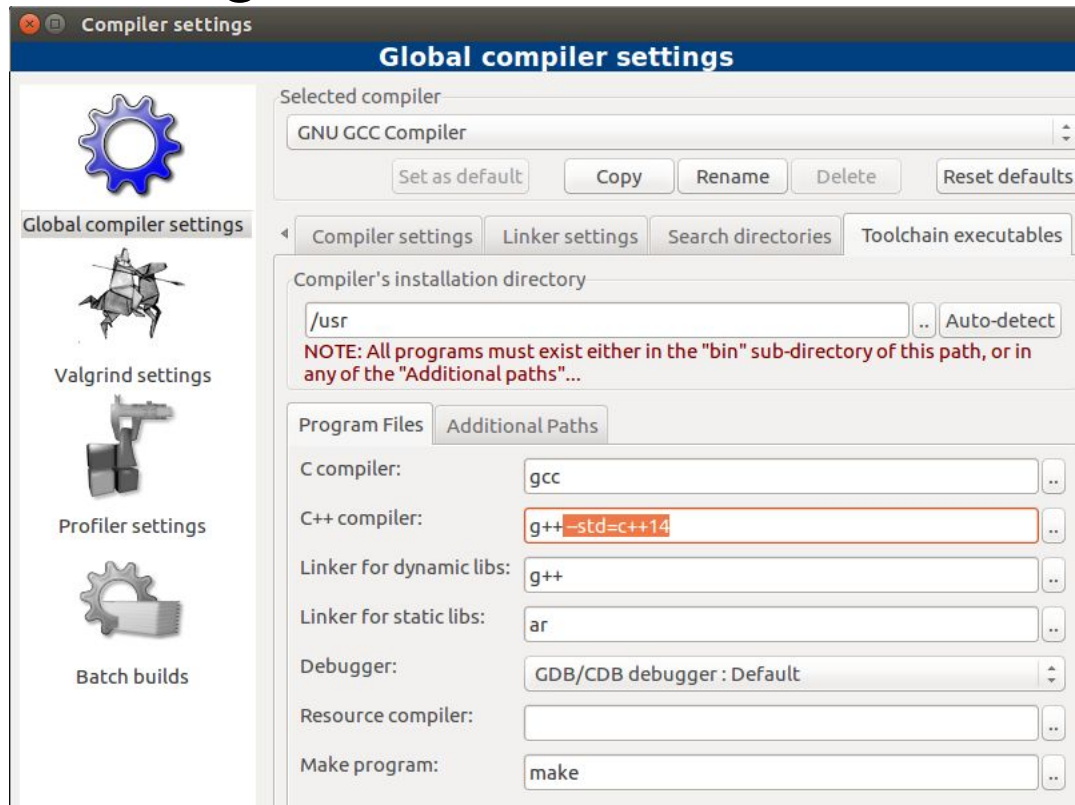 Compiler settings
Global compiler settings
Global compiler settings
Valgrind settings
Profiler settings
Batch builds
Selected compiler
GNU GCC Compiler
Set as default Copy Rename Delete Reset defaults
Compiler settings Linker settings Search directories Toolchain executables
Compiler's installation directory
/usr .. Auto-detect
NOTE: All programs must exist either in the "bin" sub-directory of this path, or in
any of the "Additional paths"...
Program Files Additional Paths
C compiler: gcc ..
C++ compiler: g++ –std=c++14 ..
Linker for dynamic libs: g++ ..
Linker for static libs: ar ..
Debugger: GDB/CDB debugger : Default
Resource compiler: ..
Make program: make ..